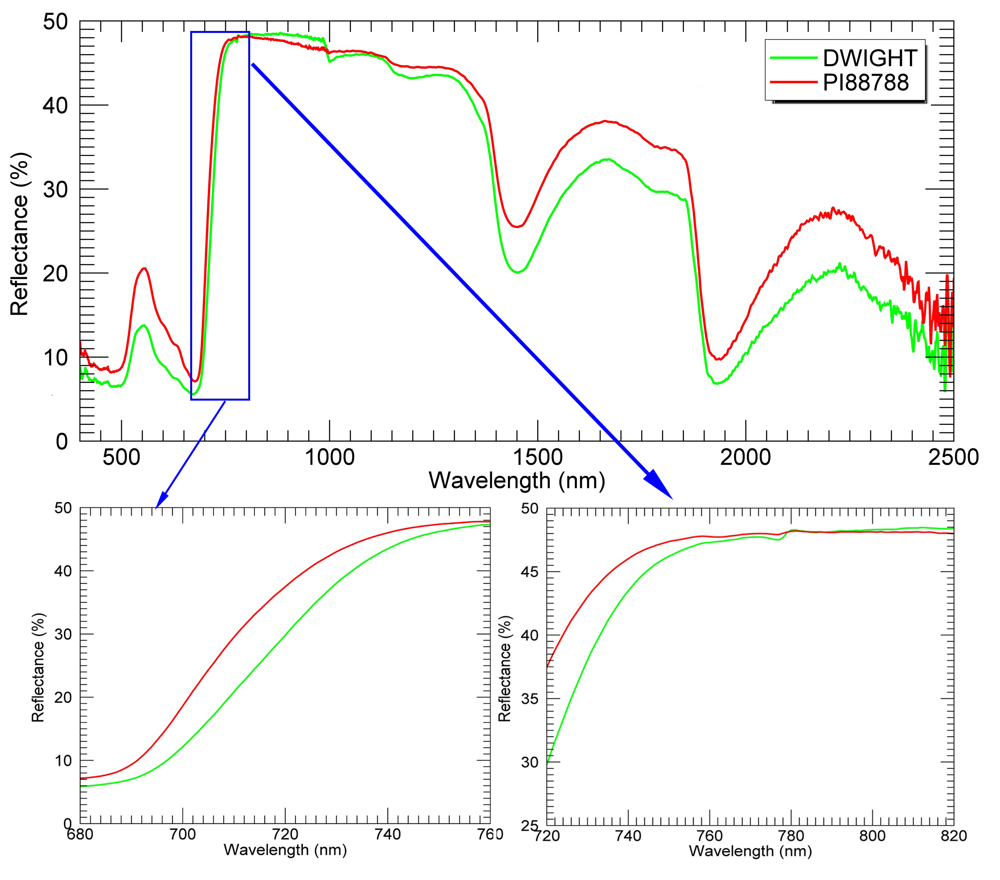 50
40
30
20
10
0
Reflectance (%)
DWIGHT
PI88788
500 1000 1500 2000 2500
Wavelength (nm)
50
40
30
20
10
0
Reflectance (%)
680 700 720 740 760
Wavelength (nm)
50
45
40
35
30
25
Reflectance (%)
720 740 760 780 800 820
Wavelength (nm)